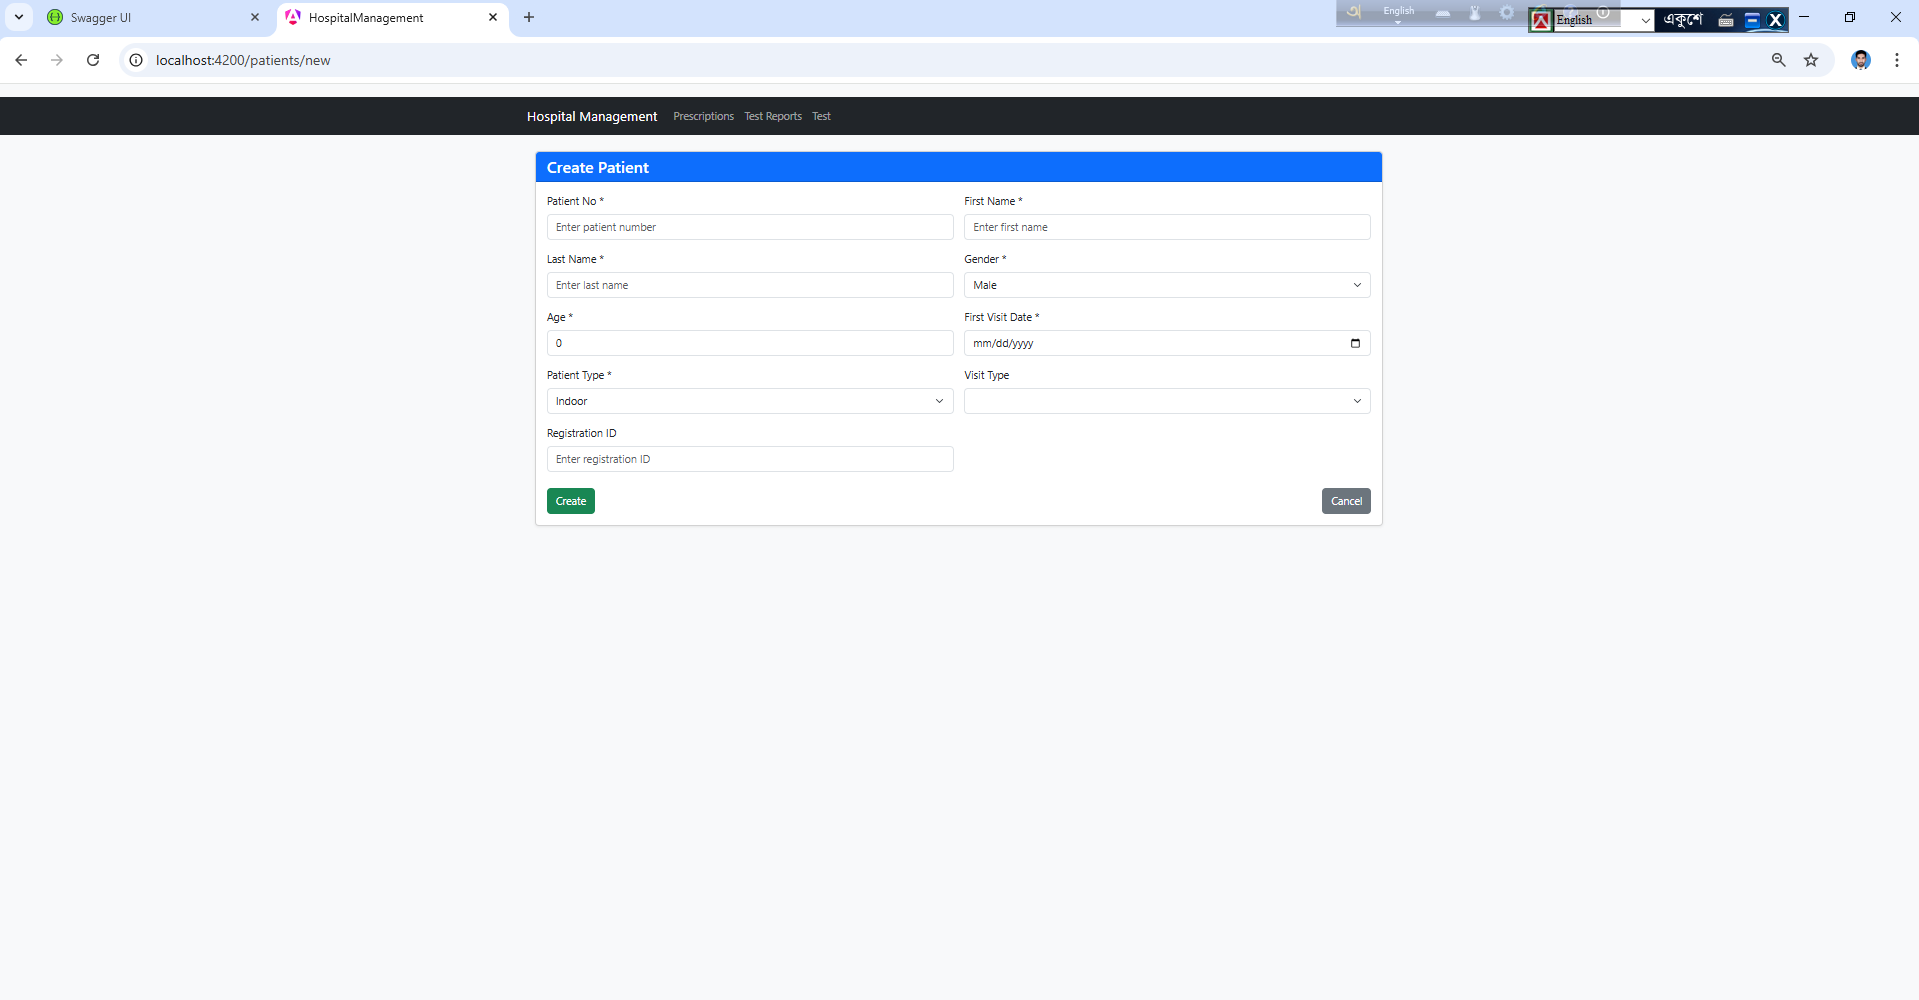 Swagger UI
HospitalManagement
English
English
একুশে
localhost:4200/patients/new
Hospital Management Prescriptions Test Reports Test
Create Patient
Patient No *
First Name *
Enter patient number
Enter first name
Last Name *
Gender *
Enter last name
Male
Age *
First Visit Date *
0
mm/dd/yyyy
Patient Type *
Visit Type
Indoor
Registration ID
Enter registration ID
Create
Cancel